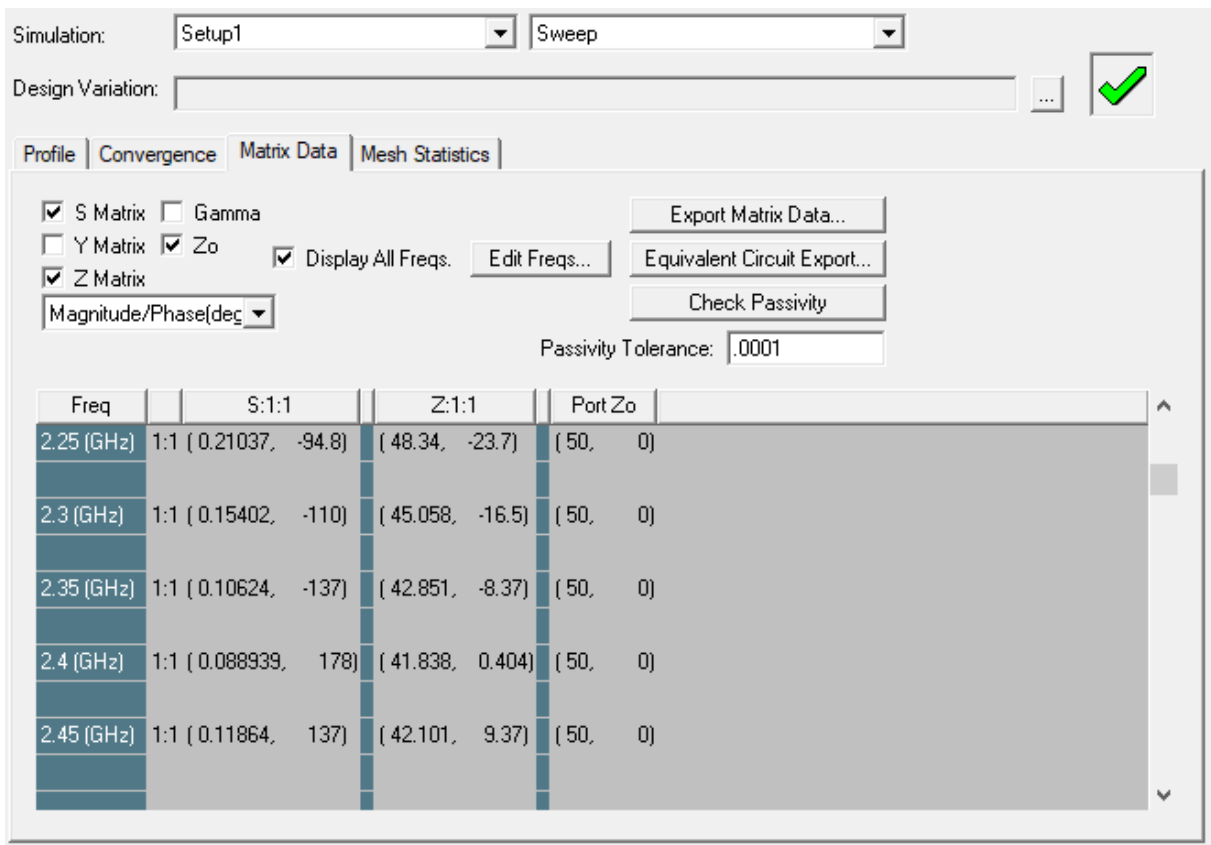 Simulation: Setup1 Sweep
Design Variation: ...
Profile Convergence Matrix Data Mesh Statistics
S Matrix Gamma Export Matrix Data...
Y Matrix Zo Display All Freqs. Edit Freqs... Equivalent Circuit Export...
Z Matrix
Magnitude/Phase(deg Check Passivity
Passivity Tolerance: .0001
Freq S:1:1 Z:1:1 Port Zo
2.25 (GHz) 1:1 ( 0.21037, -94.8) ( 48.34, -23.7) ( 50, 0)
2.3 (GHz) 1:1 ( 0.15402, -110) ( 45.058, -16.5) ( 50, 0)
2.35 (GHz) 1:1 ( 0.10624, -137) ( 42.851, -8.37) ( 50, 0)
2.4 (GHz) 1:1 ( 0.088939, 178) ( 41.838, 0.404) ( 50, 0)
2.45 (GHz) 1:1 ( 0.11864, 137) ( 42.101, 9.37) ( 50, 0)